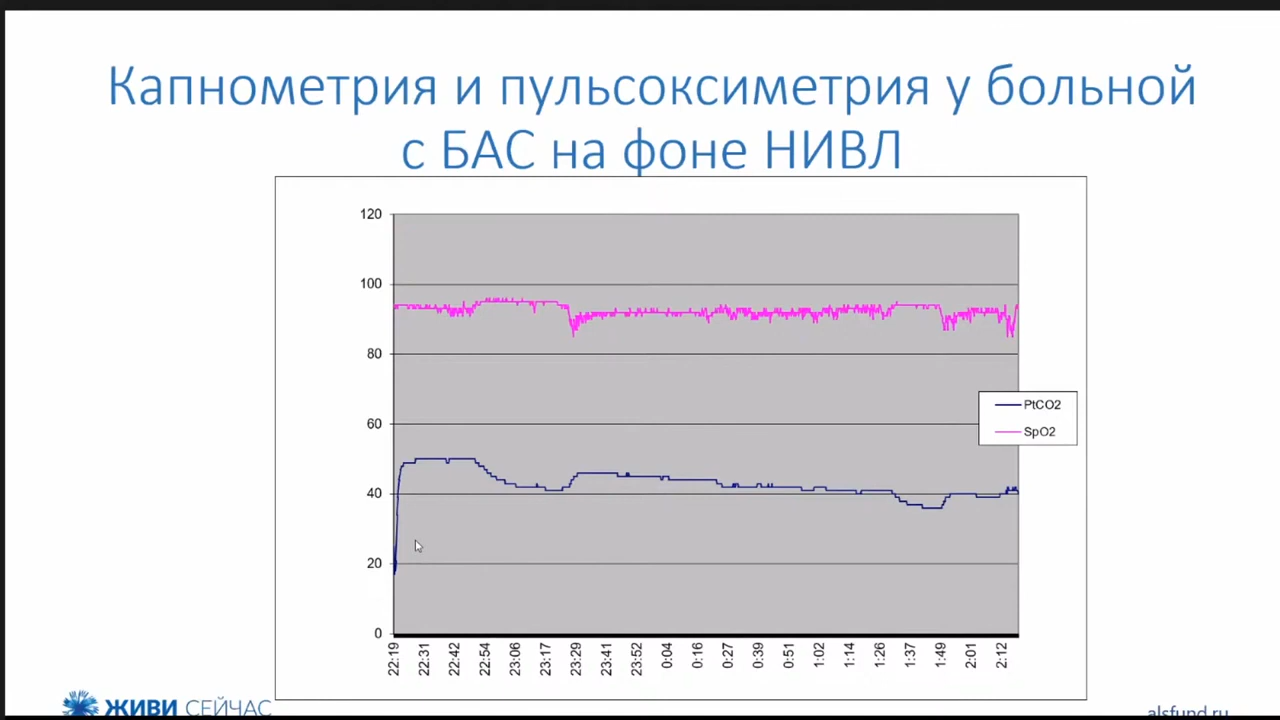 Капнометрия и пульсоксиметрия у больной
с БАС на фоне НИВЛ
120
100
80
60
40
20
0
PtCO2
SpO2
22:19 22:31 22:42 22:54 23:06 23:17 23:29 23:41 23:52 0:04 0:16 0:27 0:39 0:51 1:02 1:14 1:26 1:37 1:49 2:01 2:12
ЖИВИ СЕЙЧАС
alsfund.ru